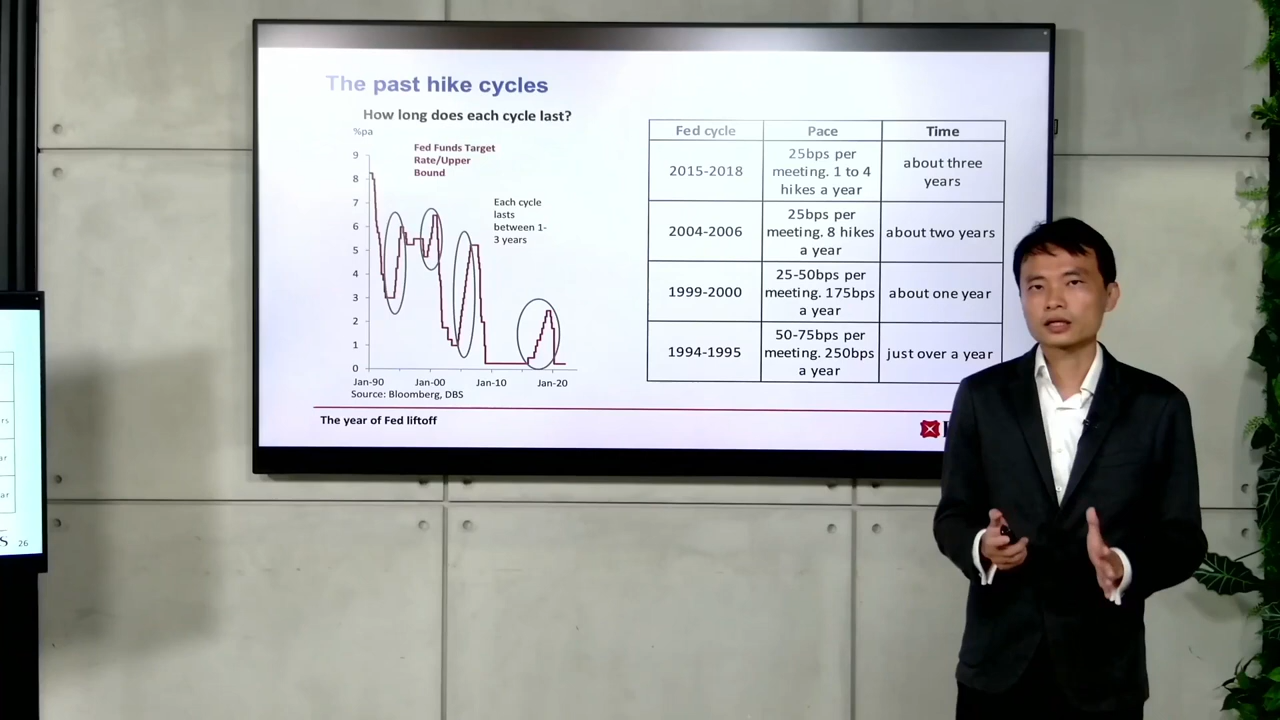 The past hike cycles
How long does each cycle last?
%pa
Fed Funds Target
Rate/Upper
Bound
Each cycle
lasts
between 1-
3 years
9
8
7
6
5
4
3
2
1
0
Jan-90 Jan-00 Jan-10 Jan-20
Source: Bloomberg, DBS
Fed cycle Pace Time
2015-2018
25bps per
meeting. 1 to 4
hikes a year
about three
years
2004-2006
25bps per
meeting. 8 hikes
a year
about two years
1999-2000
25-50bps per
meeting. 175bps
a year
about one year
1994-1995
50-75bps per
meeting. 250bps
a year
just over a year
The year of Fed liftoff
rs
ar
ar
S 26